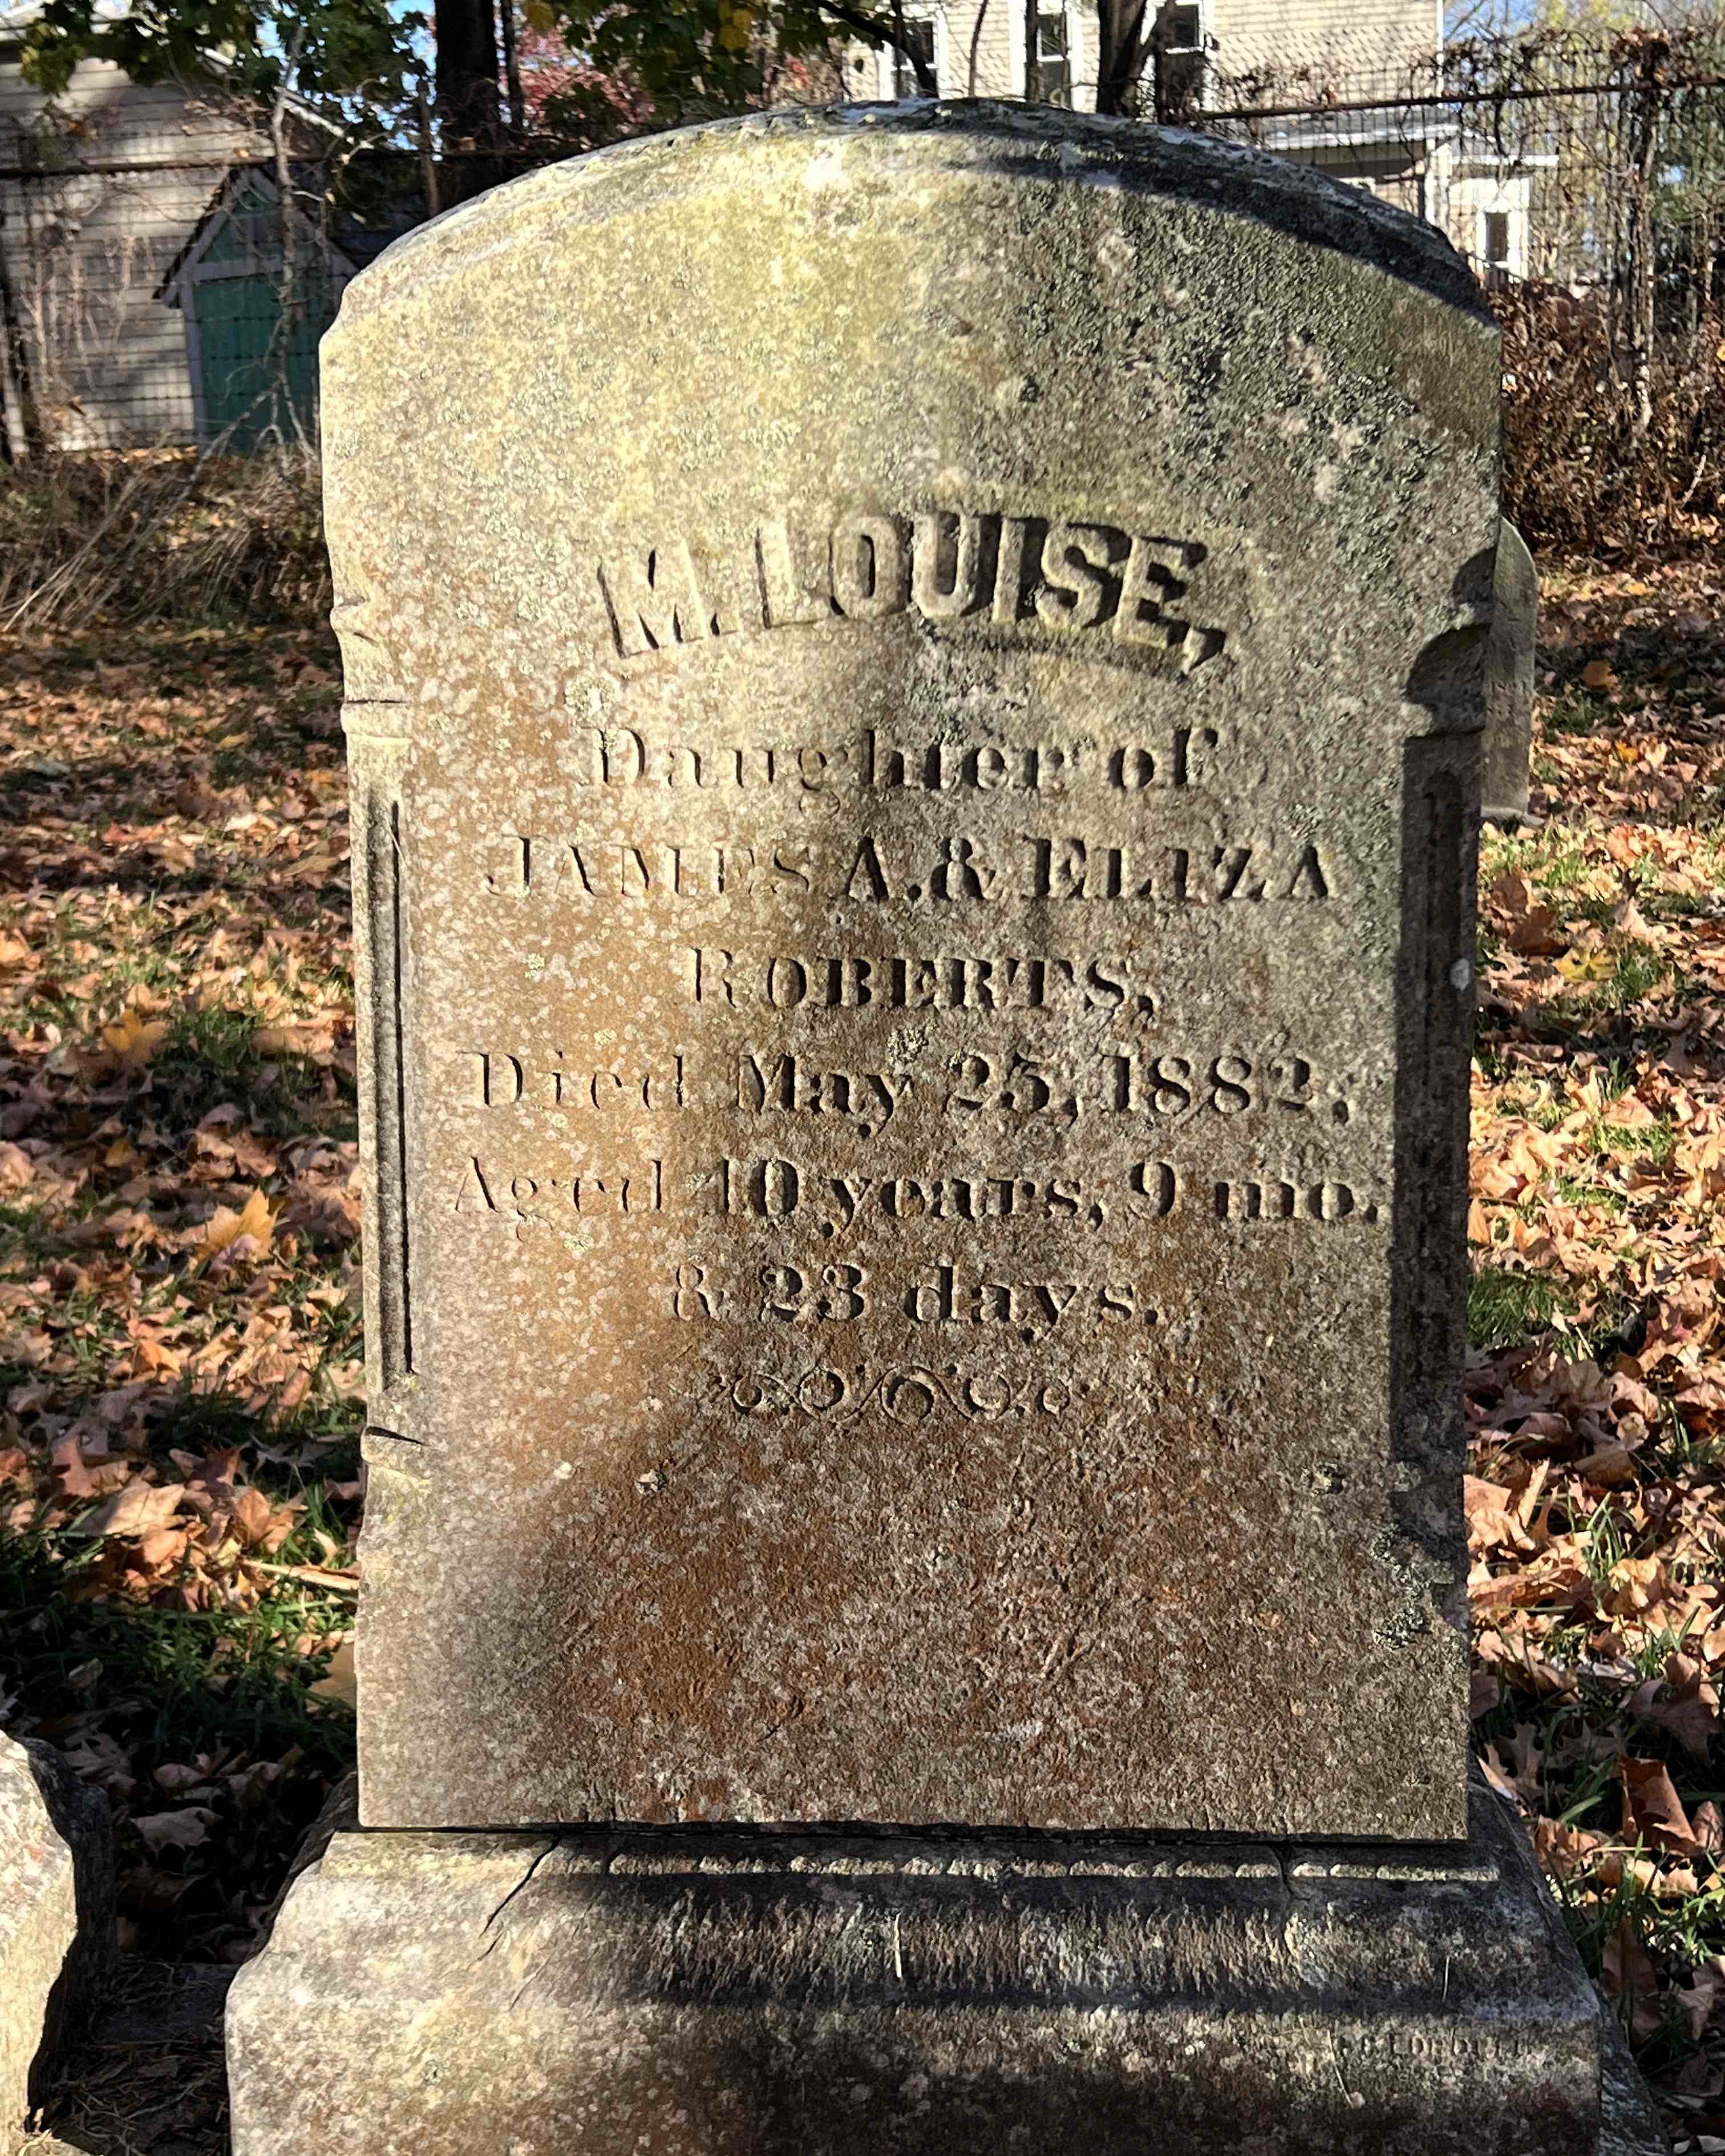 M. LOUISE,
Daughter of
JAMES A. & ELIZA
ROBERTS,
Died May 25, 1882;
Aged 10 years, 9 mo.
& 23 days.